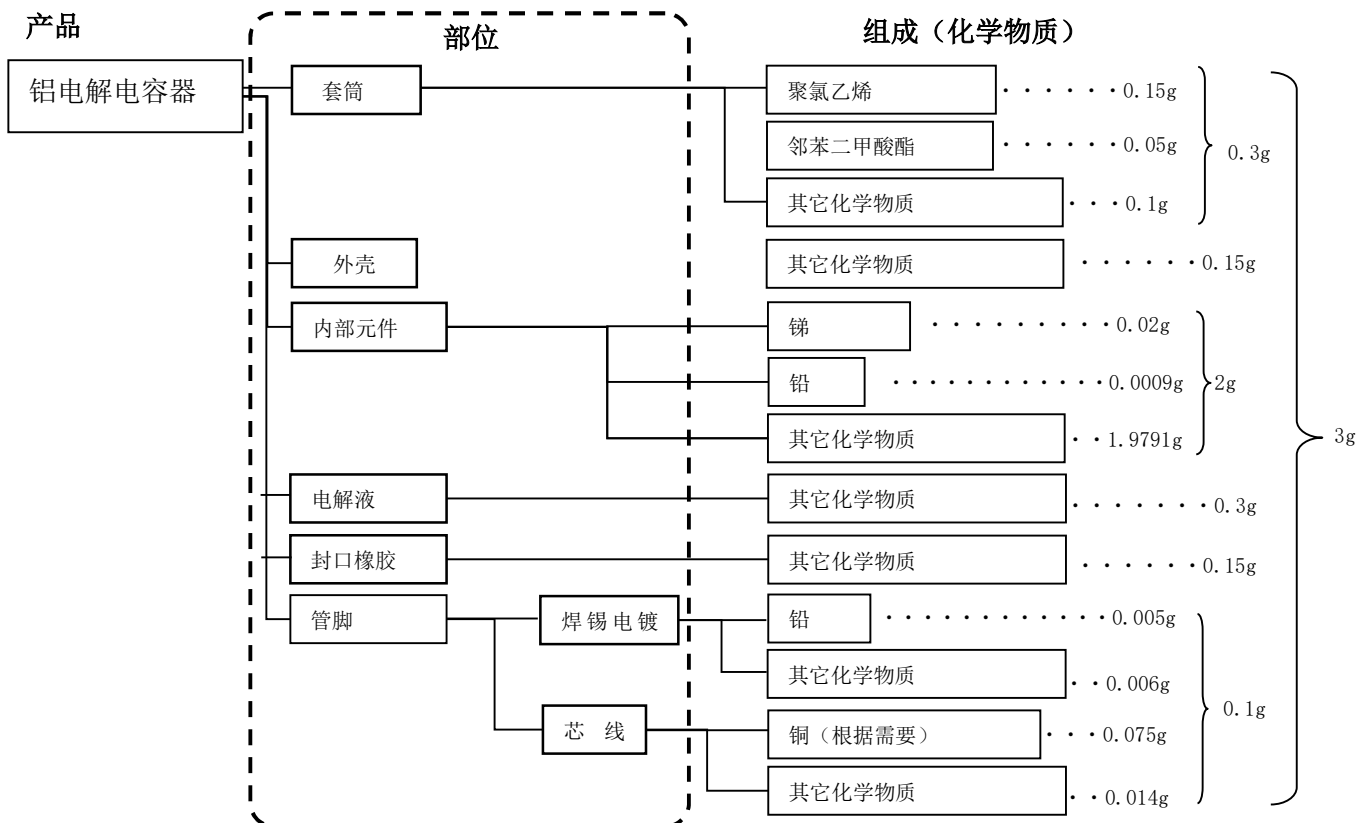 产品
部位
组成（化学物质）
铝电解电容器
套筒
聚氯乙烯
······0.15g
邻苯二甲酸酯
······0.05g
0.3g
其它化学物质
···0.1g
外壳
其它化学物质
······0.15g
内部元件
锑
·········0.02g
铅
············0.0009g
2g
其它化学物质
··1.9791g
3g
电解液
其它化学物质
·······0.3g
封口橡胶
其它化学物质
······0.15g
管脚
焊锡电镀
铅
···········0.005g
其它化学物质
··0.006g
0.1g
芯 线
铜（根据需要）
···0.075g
其它化学物质
··0.014g